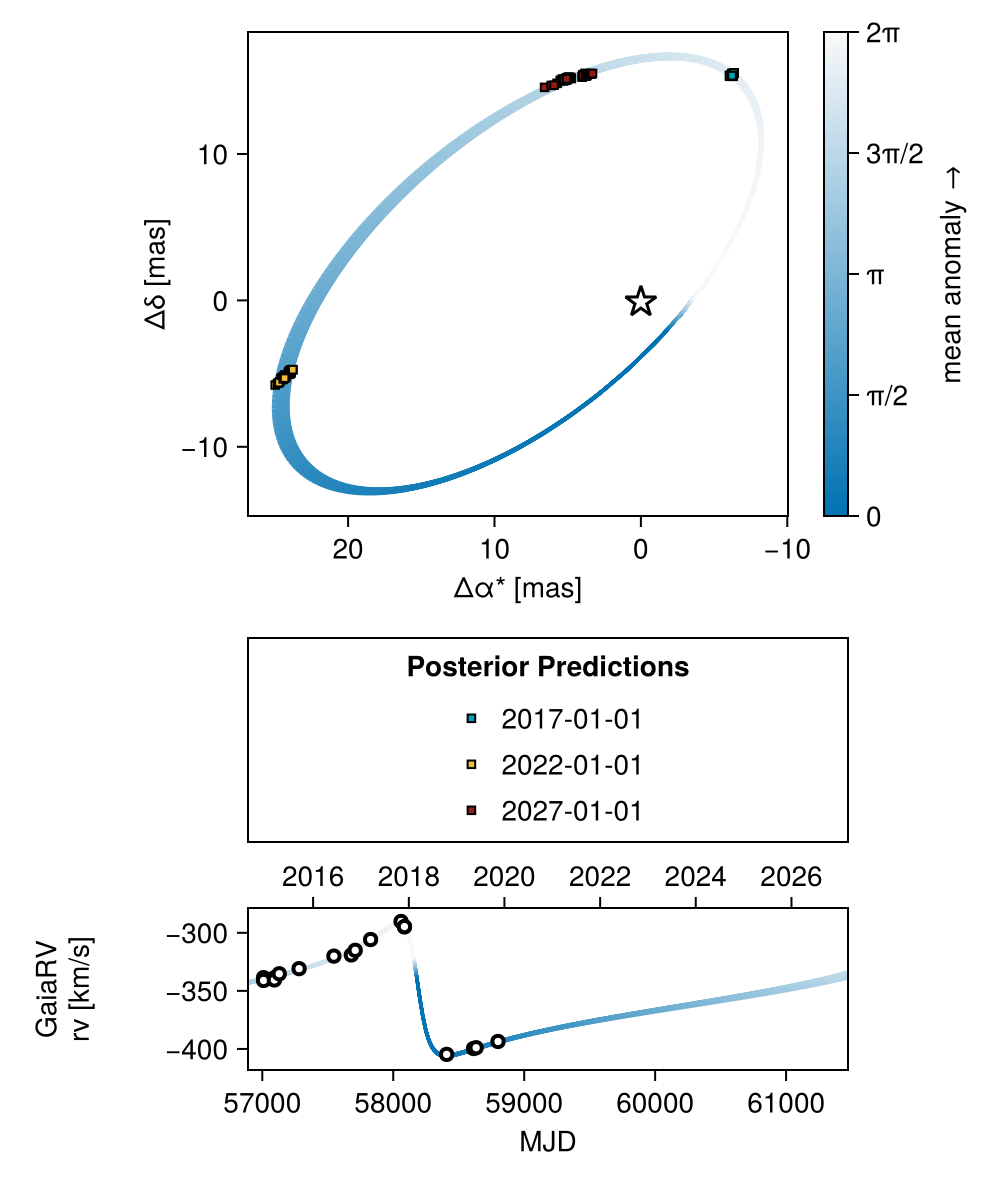 10
0
−10
Δδ [mas]
20
10
0
−10
Δα* [mas]
2π
3π/2
π
π/2
0
mean anomaly →
Posterior Predictions
2017-01-01
2022-01-01
2027-01-01
2016
2018
2020
2022
2024
2026
−300
−350
−400
GaiaRV
rv [km/s]
57000
58000
59000
60000
61000
MJD